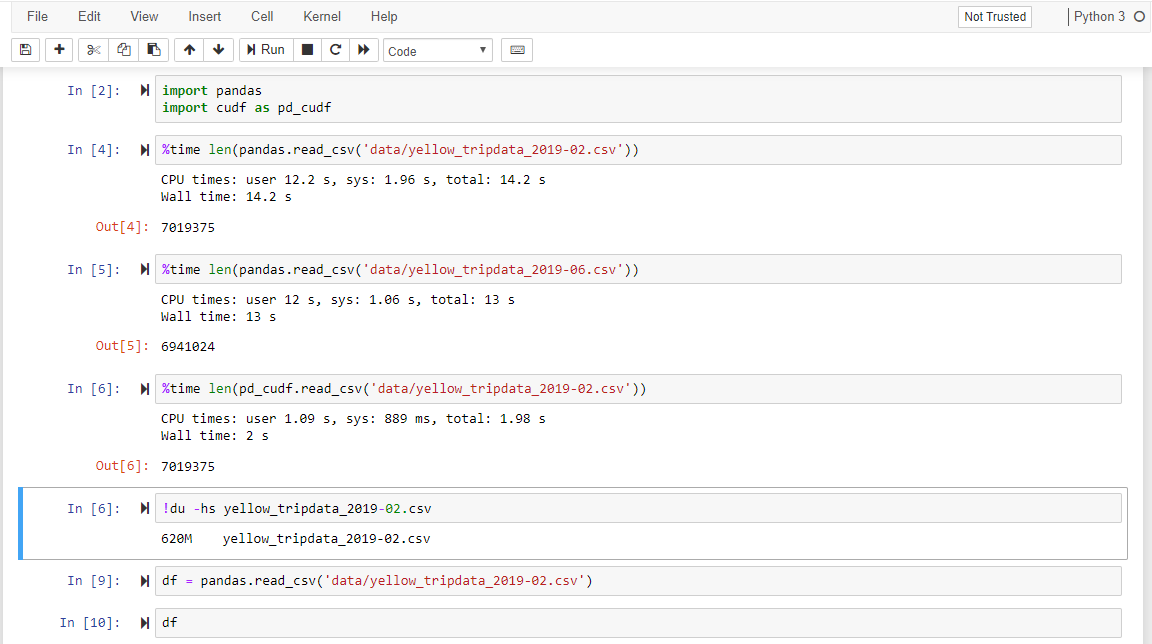 File Edit View Insert Cell Kernel Help Not Trusted Python 3
Run Code
In [2]: import pandas
import cudf as pd_cudf
In [4]: %time len(pandas.read_csv('data/yellow_tripdata_2019-02.csv'))
CPU times: user 12.2 s, sys: 1.96 s, total: 14.2 s
Wall time: 14.2 s
Out[4]: 7019375
In [5]: %time len(pandas.read_csv('data/yellow_tripdata_2019-06.csv'))
CPU times: user 12 s, sys: 1.06 s, total: 13 s
Wall time: 13 s
Out[5]: 6941024
In [6]: %time len(pd_cudf.read_csv('data/yellow_tripdata_2019-02.csv'))
CPU times: user 1.09 s, sys: 889 ms, total: 1.98 s
Wall time: 2 s
Out[6]: 7019375
In [6]: !du -hs yellow_tripdata_2019-02.csv
620M yellow_tripdata_2019-02.csv
In [9]: df = pandas.read_csv('data/yellow_tripdata_2019-02.csv')
In [10]: df